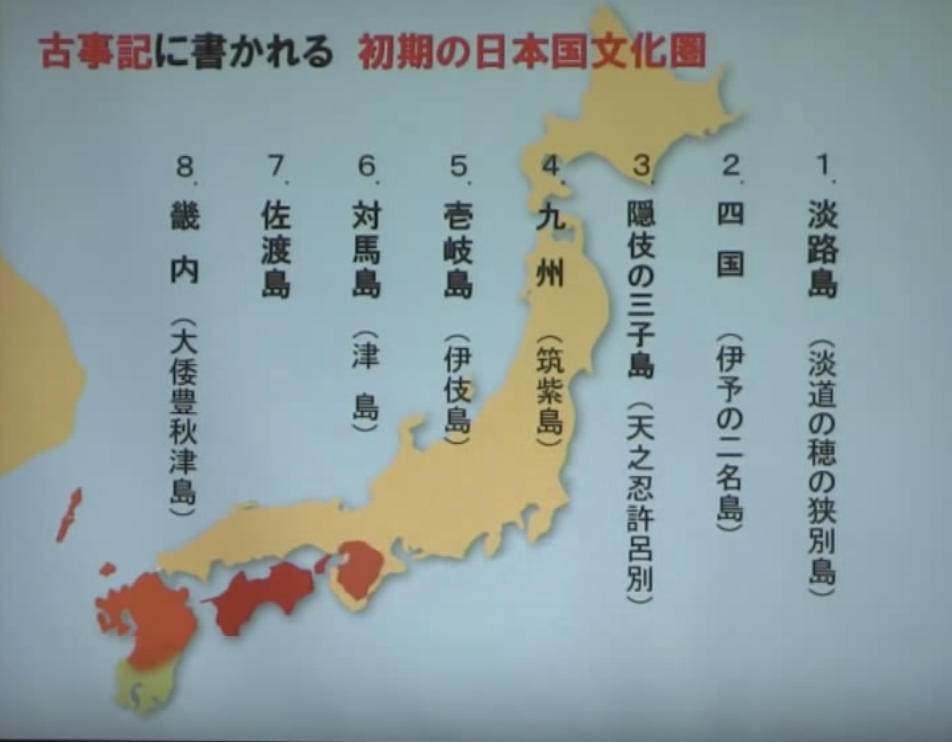 古事記に書かれる 初期の日本国文化圏
1. 淡路島 （淡道の穂の狭別島）
2. 四国 （伊予の二名島）
3. 隠伎の三子島 （天之忍許呂別）
4. 九州 （筑紫島）
5. 壱岐島 （伊伎島）
6. 対馬島 （津島）
7. 佐渡島
8. 畿内 （大倭豊秋津島）